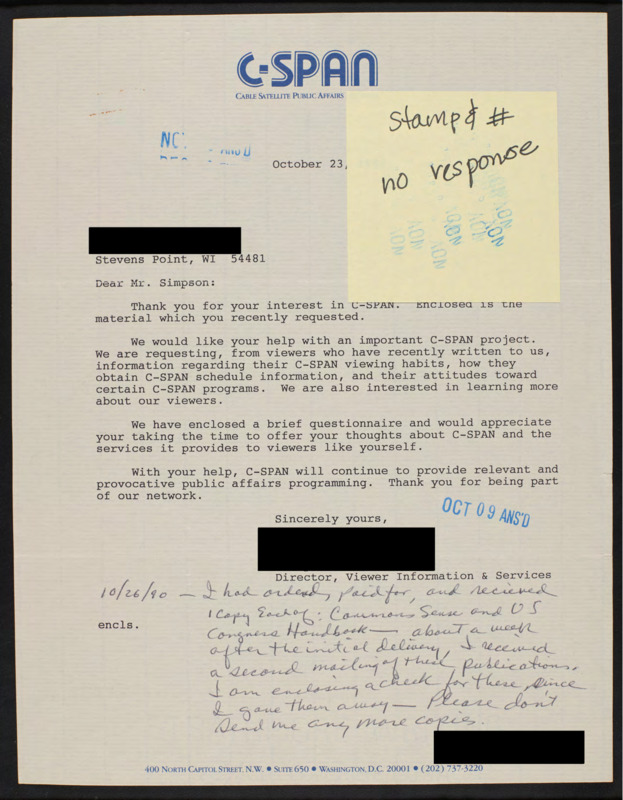 C-SPAN
CABLE SATELLITE PUBLIC AFFAIRS
Stamp & #
no response
ANS'D
October 23,
Stevens Point, WI 54481
Dear Mr. Simpson:
Thank you for your interest in C-SPAN. Enclosed is the
material which you recently requested.
We would like your help with an important C-SPAN project.
We are requesting, from viewers who have recently written to us,
information regarding their C-SPAN viewing habits, how they
obtain C-SPAN schedule information, and their attitudes toward
certain C-SPAN programs. We are also interested in learning more
about our viewers.
We have enclosed a brief questionnaire and would appreciate
your taking the time to offer your thoughts about C-SPAN and the
services it provides to viewers like yourself.
With your help, C-SPAN will continue to provide relevant and
provocative public affairs programming. Thank you for being part
of our network.
OCT 09 ANS'D
Sincerely yours,
Director, Viewer Information & Services
encls.
10/26/90 — I had ordered, paid for, and recieved
1 copy Each of: Commons Sense and US
Congress Handbook — about a week
after the initial delivery, I received
a second mailing of these publications.
I am enclosing a check for these, since
I gave them away — Please don't
send me any more copies.
400 NORTH CAPITOL STREET, N.W. • SUITE 650 • WASHINGTON, D.C. 20001 • (202) 737-3220